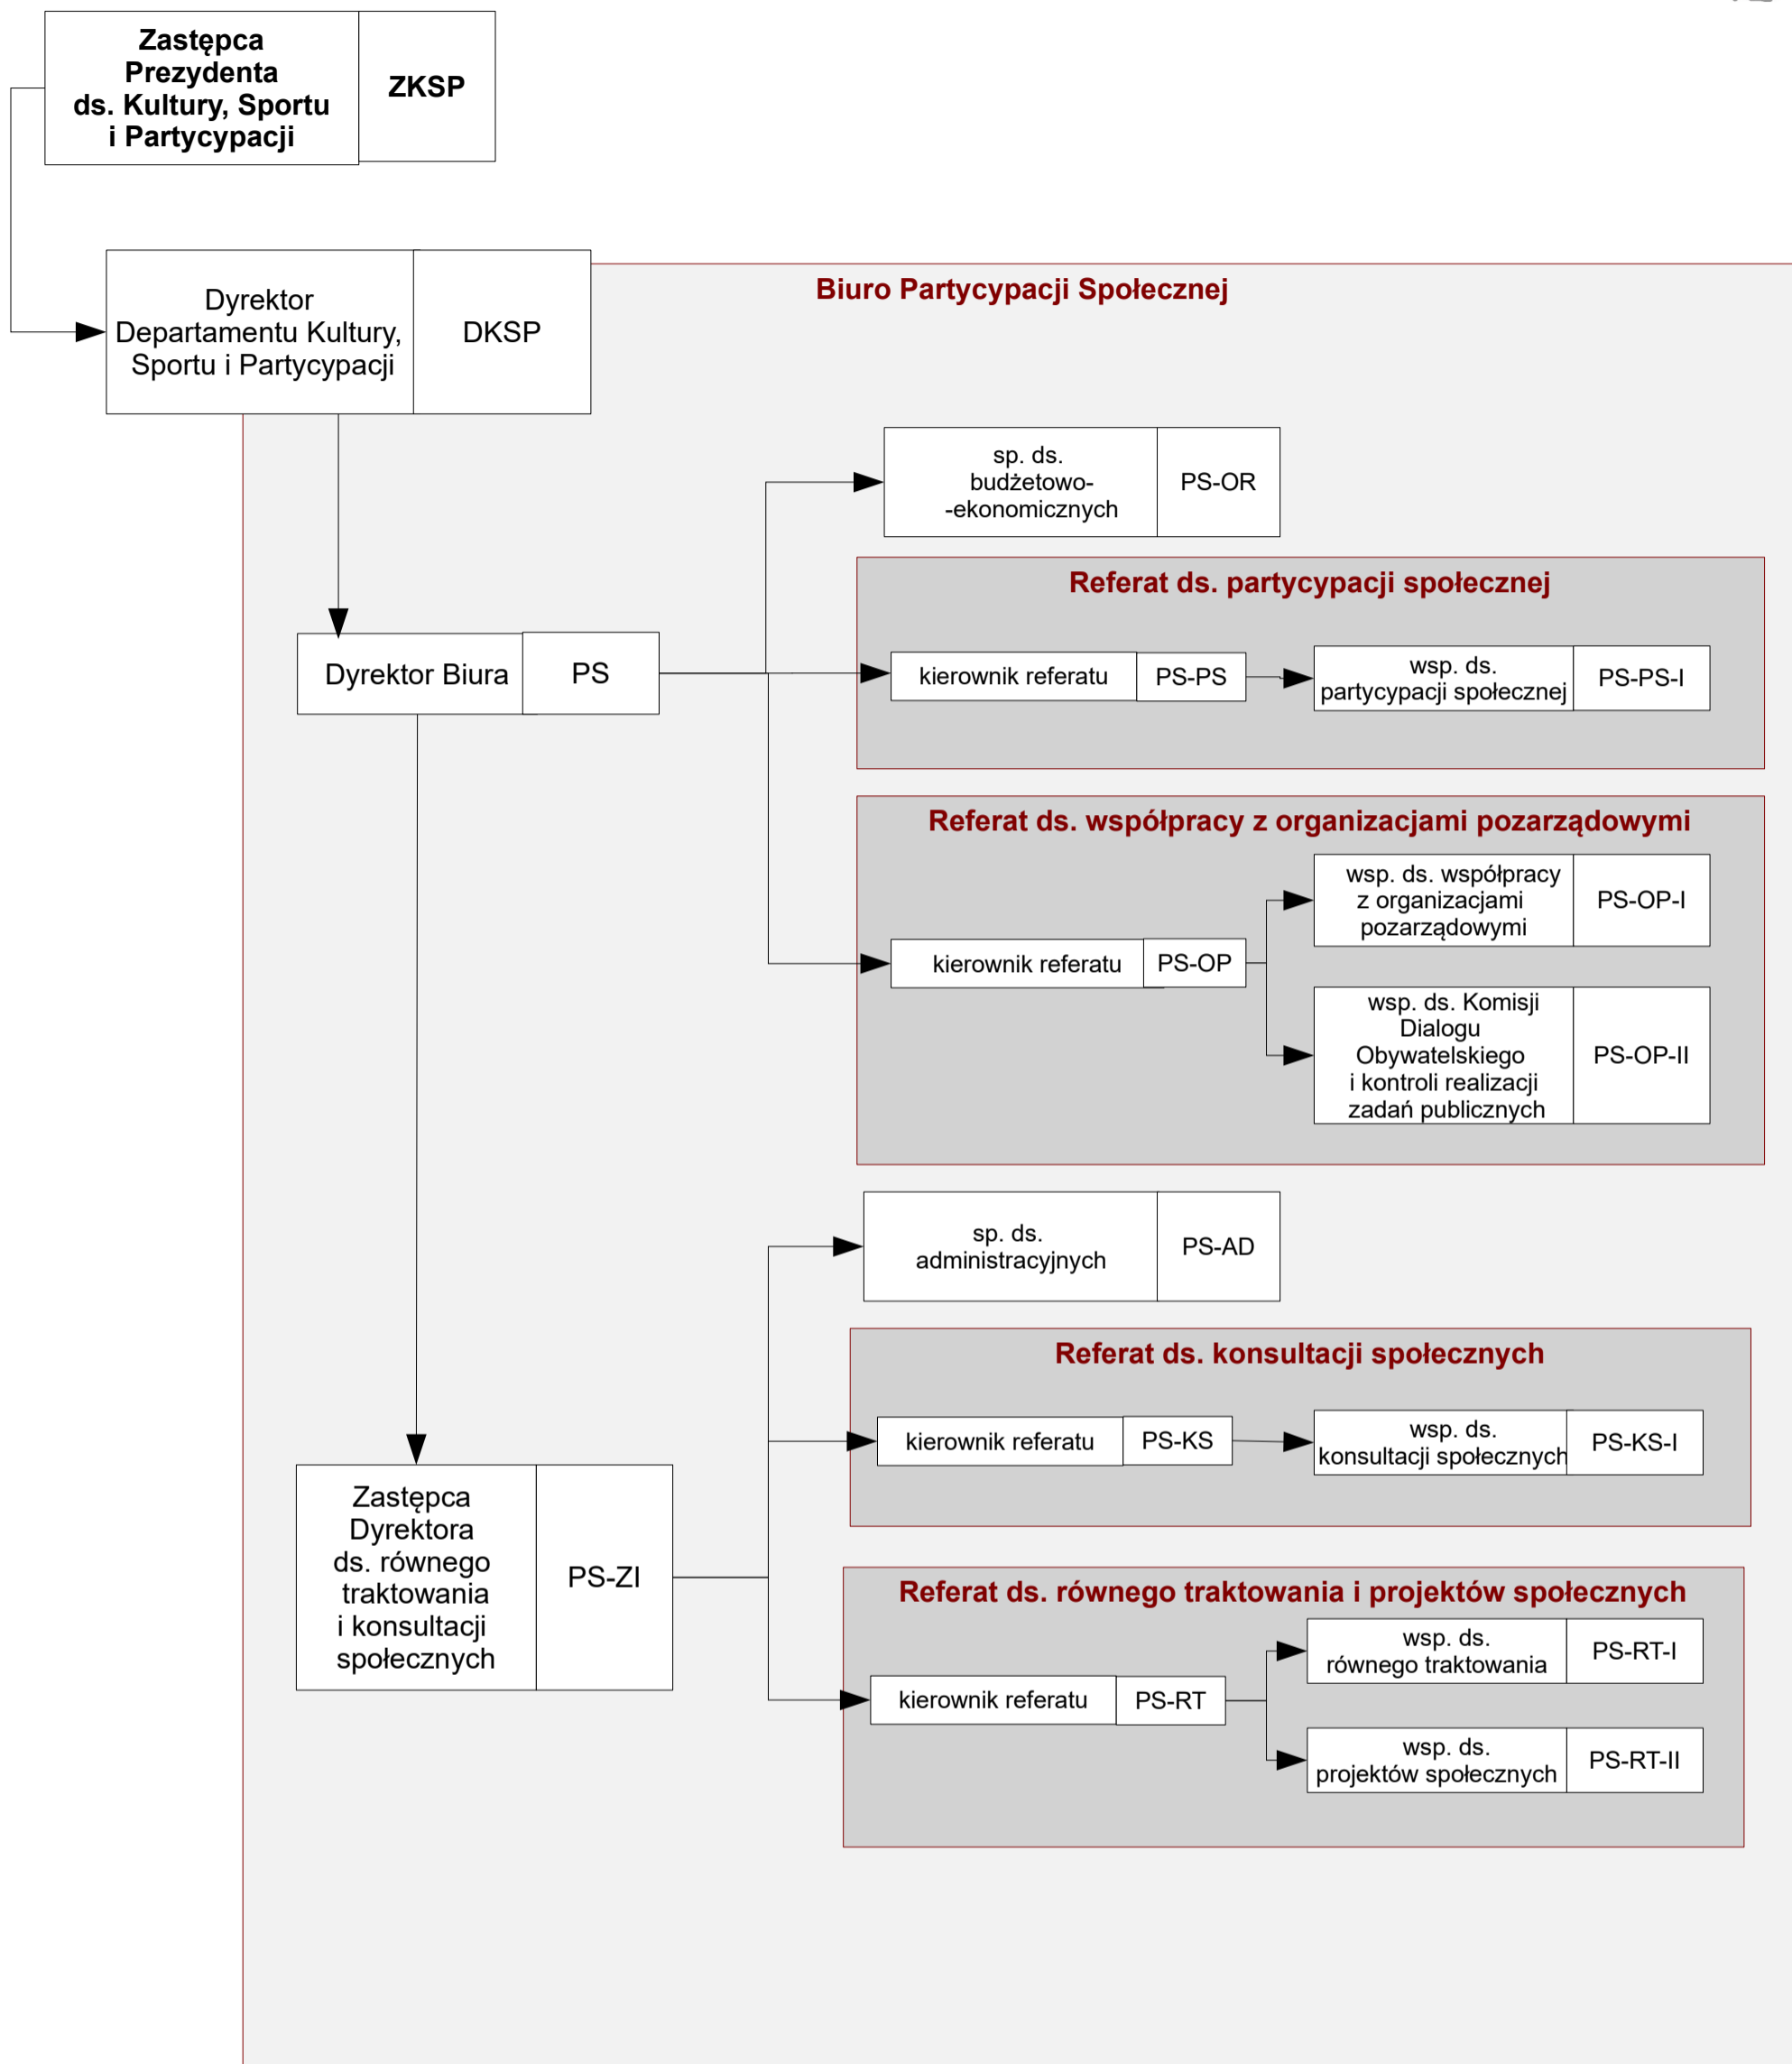 Zastępca
Prezydenta
ds. Kultury, Sportu
i Partycypacji
ZKSP
Dyrektor
Departamentu Kultury,
Sportu i Partycypacji
DKSP
Biuro Partycypacji Społecznej
sp. ds.
budżetowo-
-ekonomicznych
PS-OR
Referat ds. partycypacji społecznej
Dyrektor Biura
PS
kierownik referatu
PS-PS
wsp. ds.
partycypacji społecznej
PS-PS-I
Referat ds. współpracy z organizacjami pozarządowymi
kierownik referatu
PS-OP
wsp. ds. współpracy
z organizacjami
pozarządowymi
PS-OP-I
wsp. ds. Komisji
Dialogu
Obywatelskiego
i kontroli realizacji
zadań publicznych
PS-OP-II
sp. ds.
administracyjnych
PS-AD
Referat ds. konsultacji społecznych
kierownik referatu
PS-KS
wsp. ds.
konsultacji społecznych
PS-KS-I
Zastępca
Dyrektora
ds. równego
traktowania
i konsultacji
społecznych
PS-ZI
Referat ds. równego traktowania i projektów społecznych
kierownik referatu
PS-RT
wsp. ds.
równego traktowania
PS-RT-I
wsp. ds.
projektów społecznych
PS-RT-II